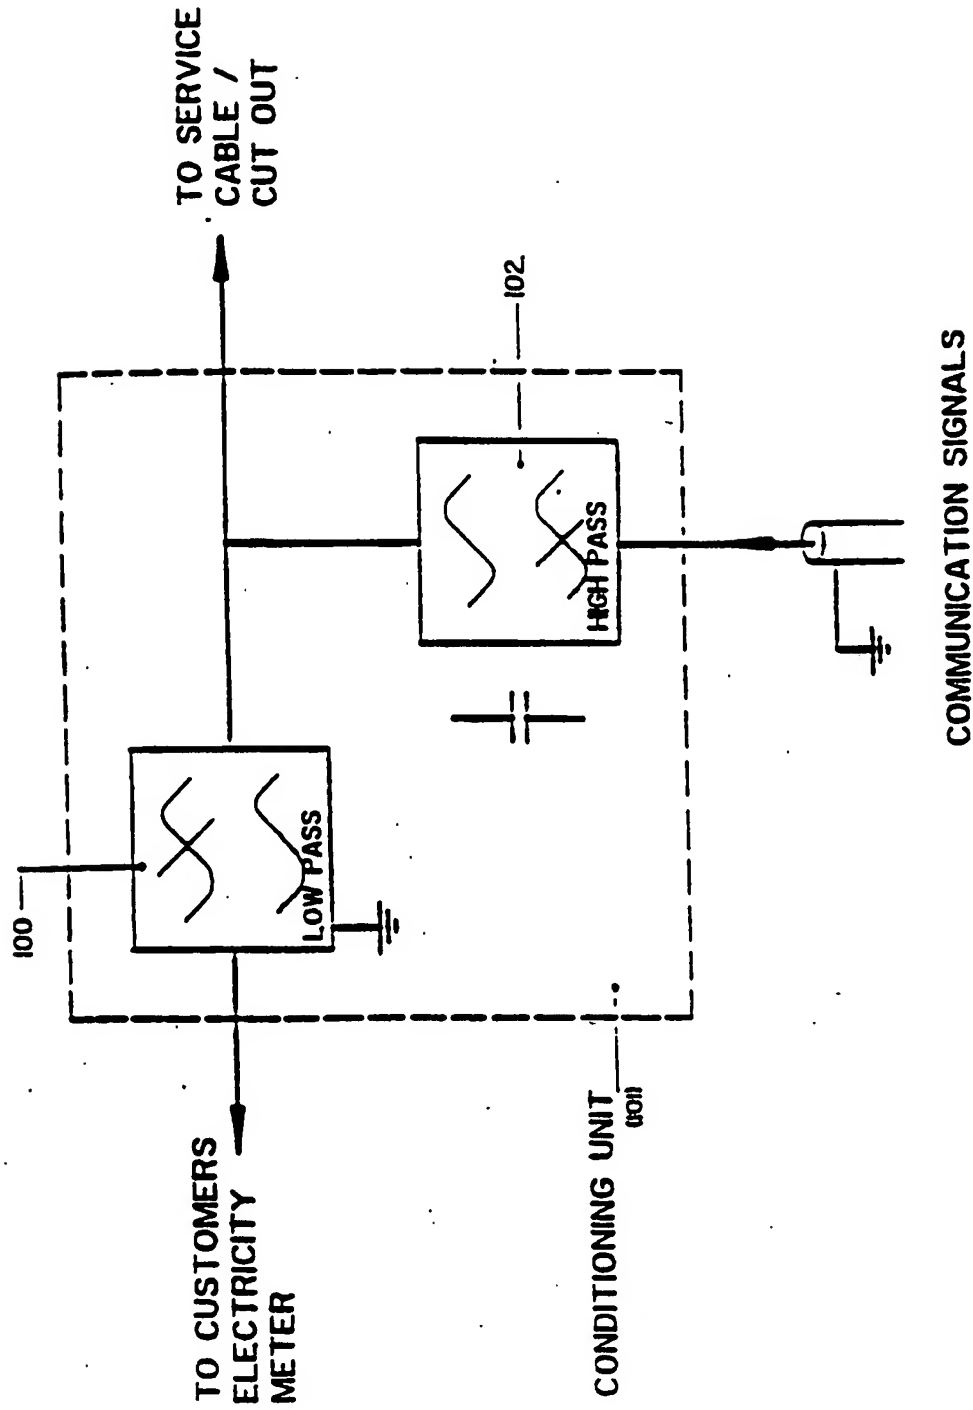 TO CUSTOMERS
ELECTRICITY
METER
100
LOW PASS
TO SERVICE
CABLE /
CUT OUT
102
HIGH PASS
CONDITIONING UNIT
COMMUNICATION SIGNALS